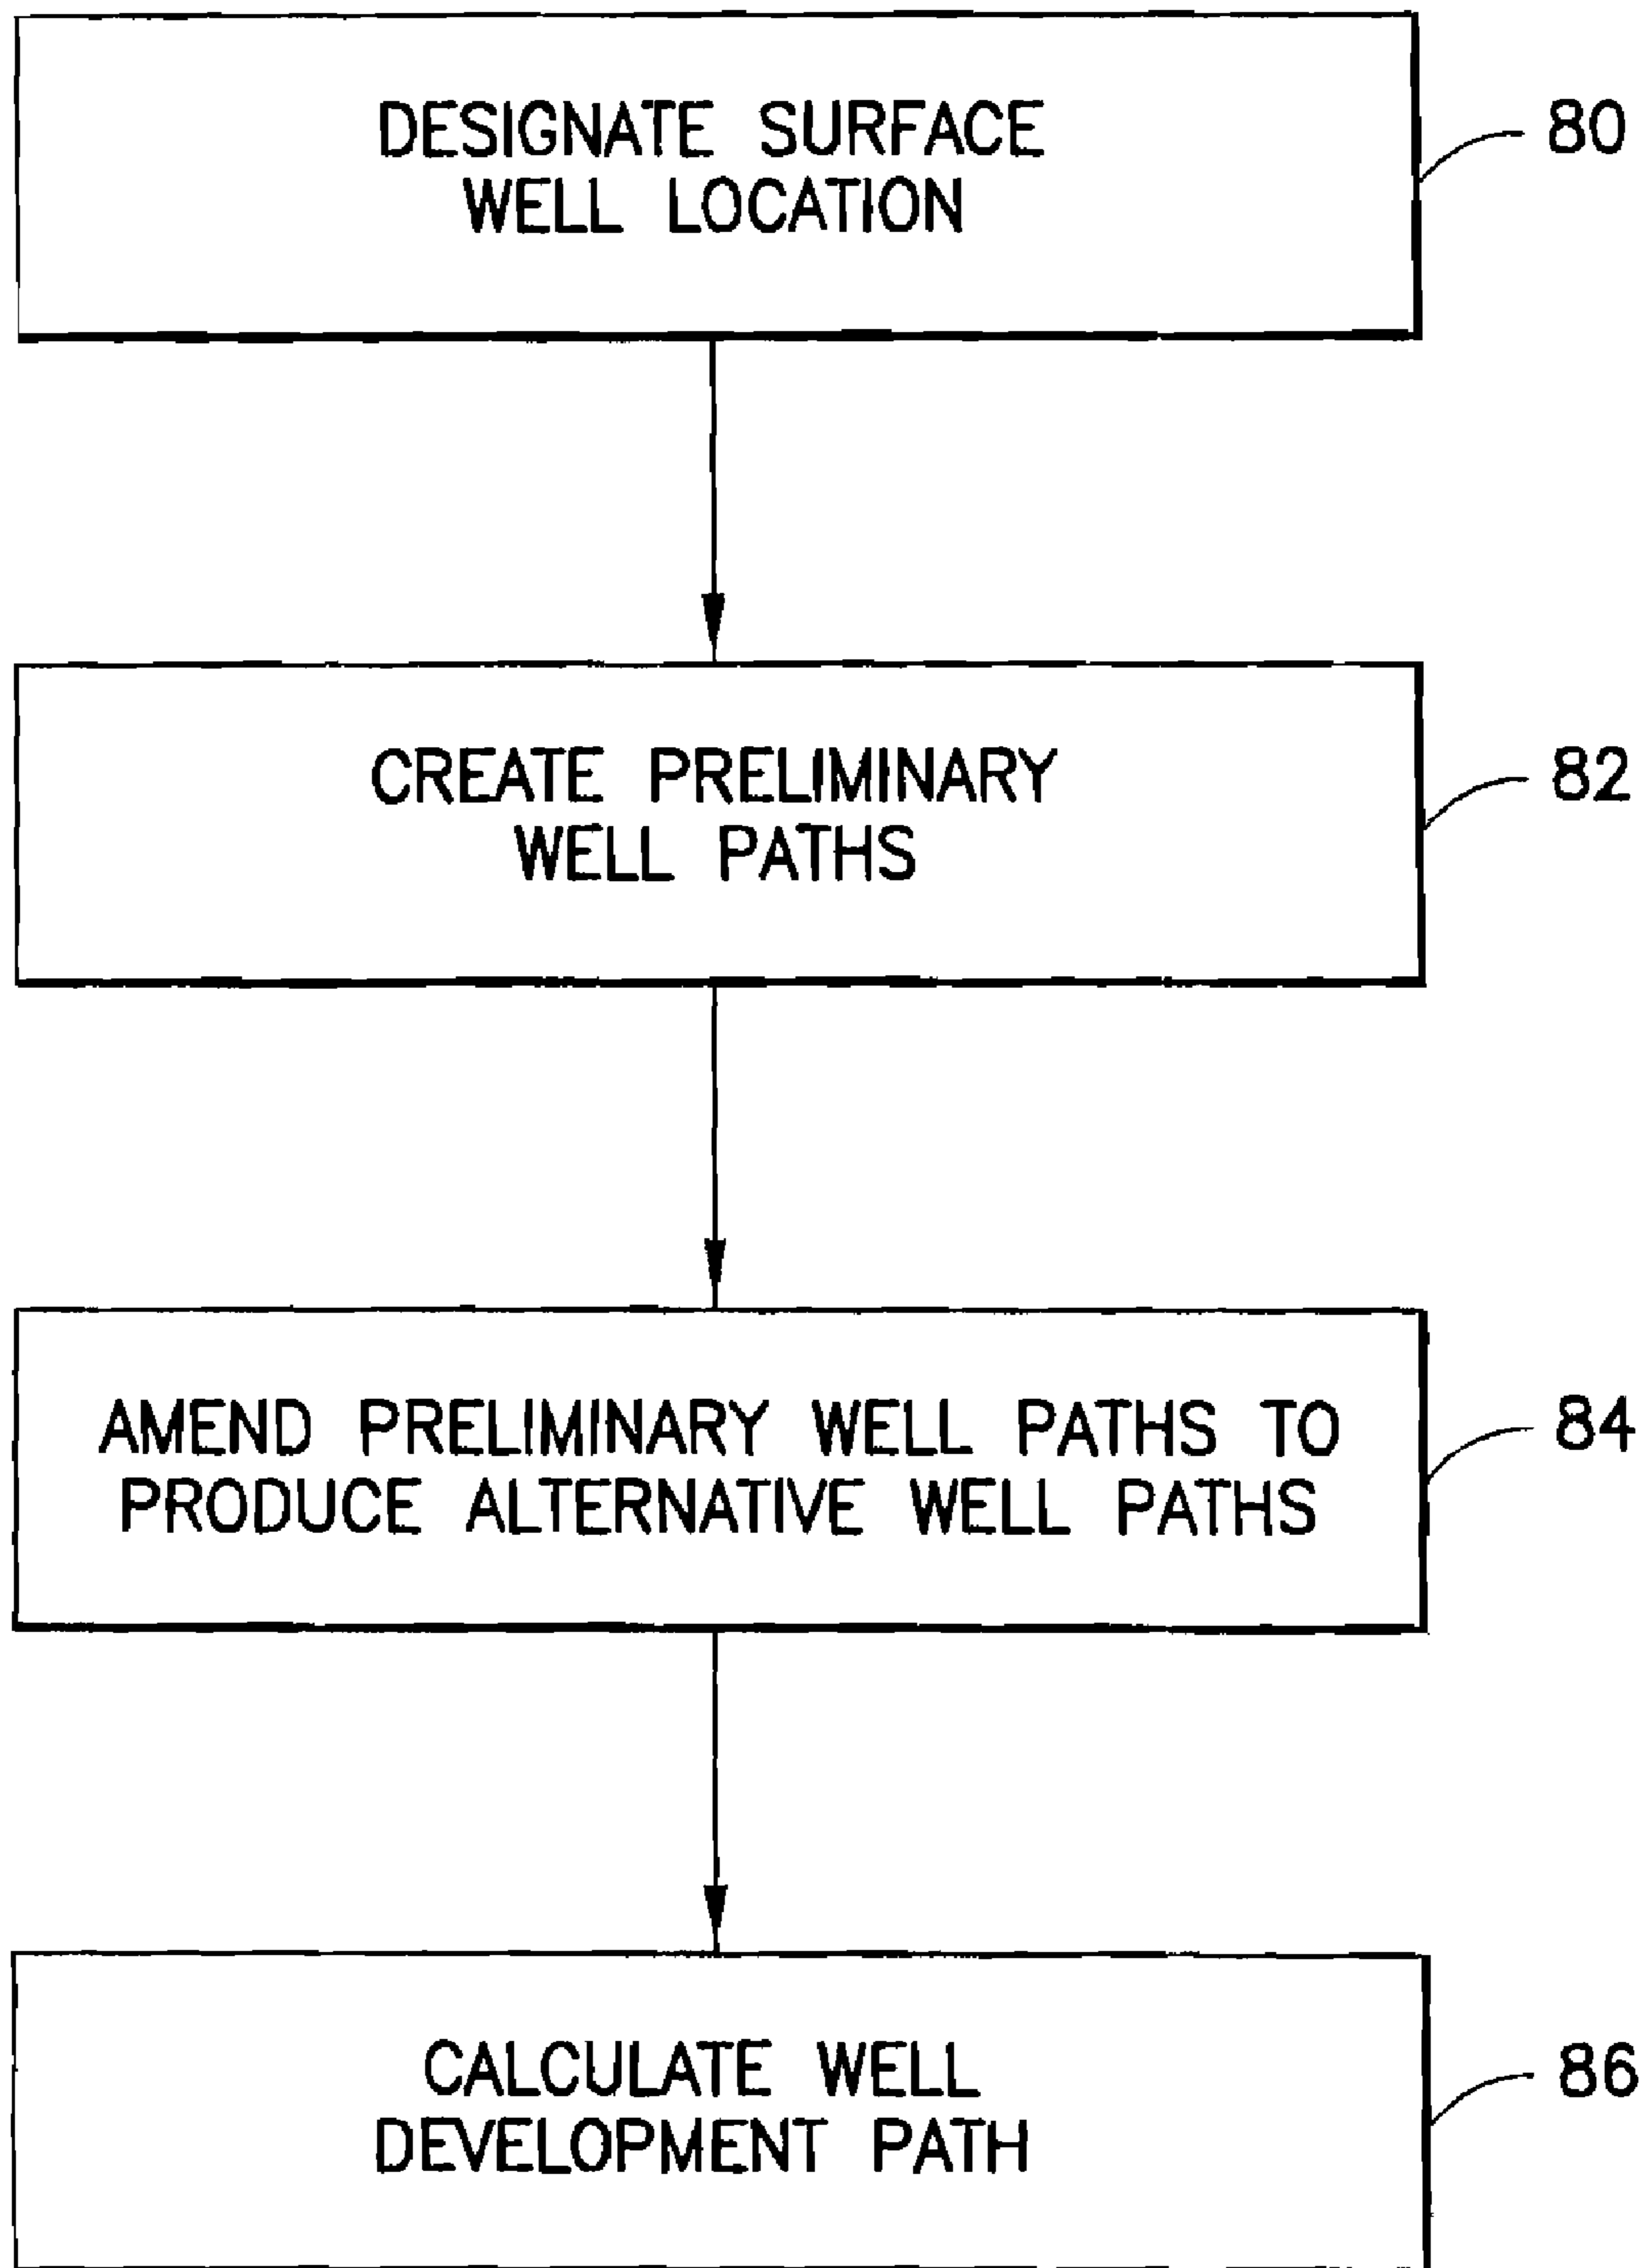 DESIGNATE SURFACE
WELL LOCATION
80
CREATE PRELIMINARY
WELL PATHS
82
AMEND PRELIMINARY WELL PATHS TO
PRODUCE ALTERNATIVE WELL PATHS
84
CALCULATE WELL
DEVELOPMENT PATH
86